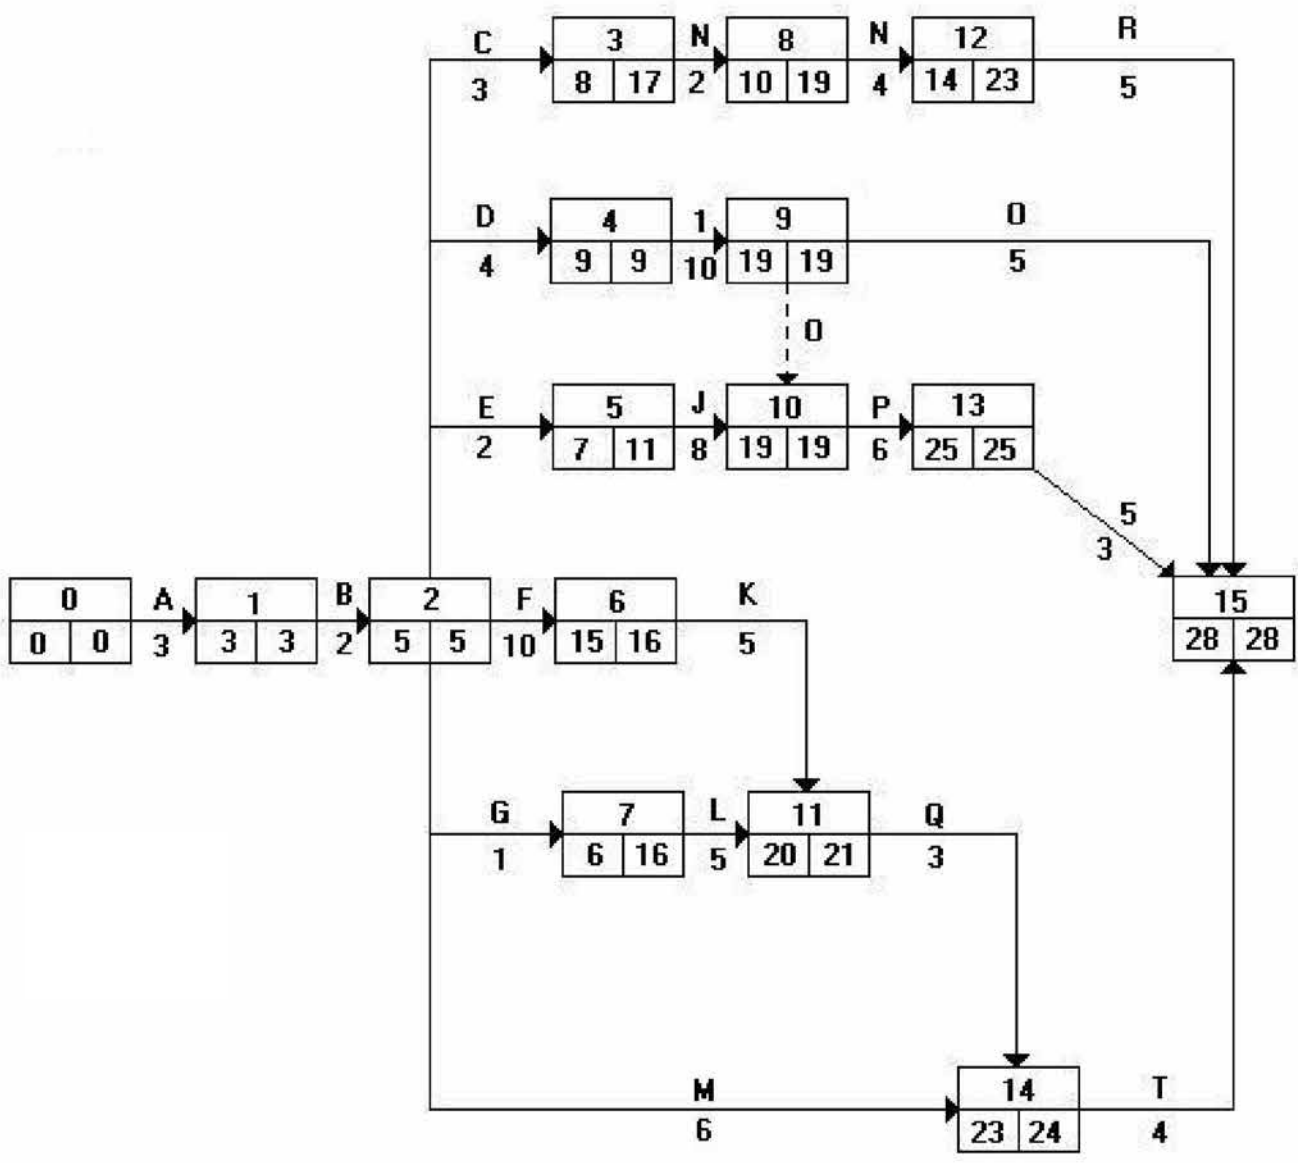 C 3 N 8 N 12 R
3 8 17 2 10 19 4 14 23 5
D 4 1 9 O
4 9 9 10 19 19 5
O
E 5 J 10 P 13
2 7 11 8 19 19 6 25 25
5
3
0 A 1 B 2 F 6 K 15
0 0 3 3 3 2 5 5 10 15 16 5 28 28
G 7 L 11 Q
1 6 16 5 20 21 3
M 14 T
6 23 24 4